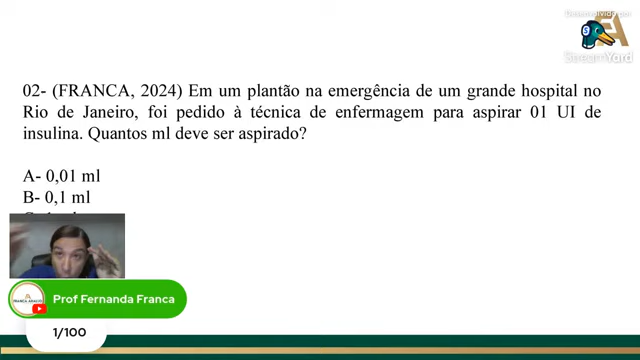 StreamYard
02- (FRANCA, 2024) Em um plantão na emergência de um grande hospital no
Rio de Janeiro, foi pedido à técnica de enfermagem para aspirar 01 UI de
insulina. Quantos ml deve ser aspirado?
A- 0,01 ml
B- 0,1 ml
Prof Fernanda Franca
1/100